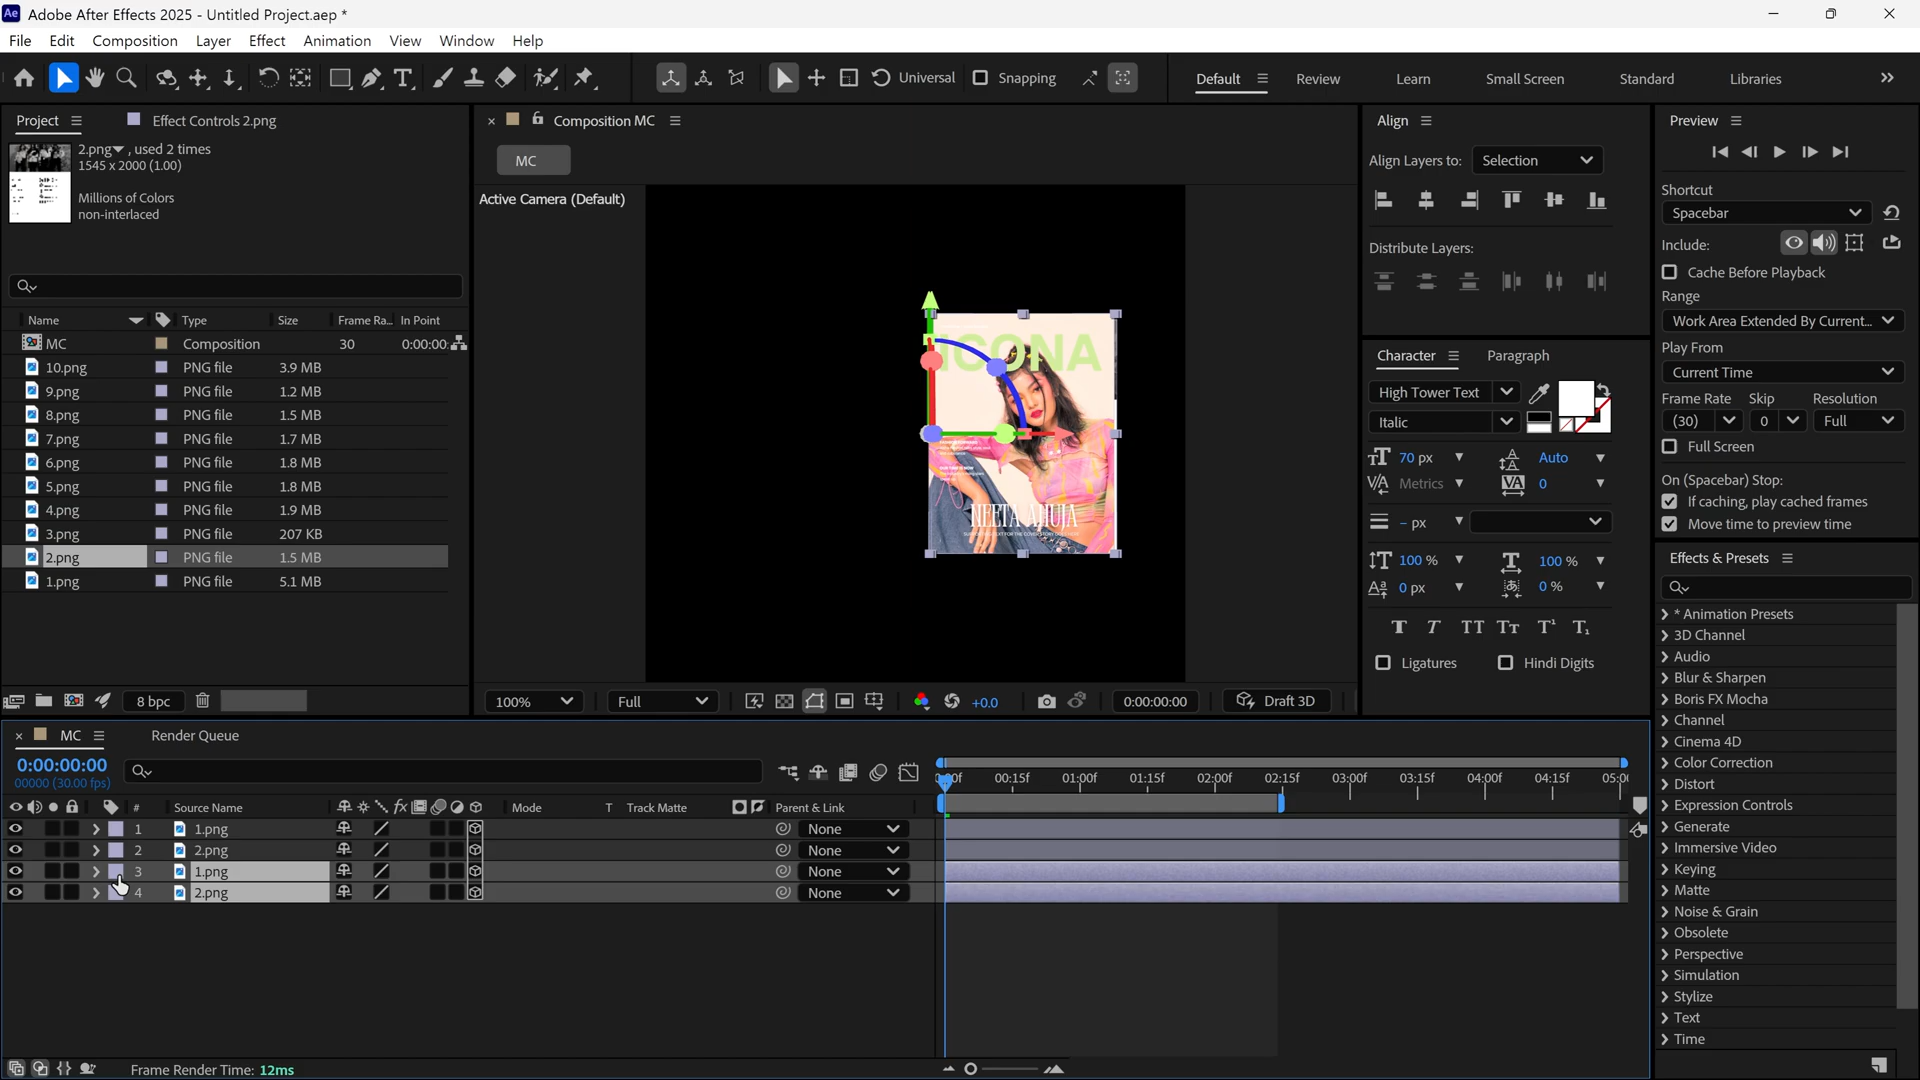 Ae Adobe After Effects 2025 - Untitled Project.aep *
File Edit Composition Layer Effect Animation View Window Help
Universal Snapping Default Review Learn Small Screen Standard Libraries
Project Effect Controls 2.png
2.png , used 2 times
1545 x 2000 (1.00)
Millions of Colors
non-interlaced
Name Type Size Frame Ra... In Point
MC Composition 30 0:00:00
10.png PNG file 3.9 MB
9.png PNG file 1.2 MB
8.png PNG file 1.5 MB
7.png PNG file 1.7 MB
6.png PNG file 1.8 MB
5.png PNG file 1.8 MB
4.png PNG file 1.9 MB
3.png PNG file 207 KB
2.png PNG file 1.5 MB
1.png PNG file 5.1 MB
8 bpc
Composition MC
MC
Active Camera (Default)
ICONA
NEETA AHUJA
100% Full +0.0 0:00:00:00 Draft 3D
Align
Align Layers to: Selection
Distribute Layers:
Character Paragraph
High Tower Text
Italic
70 px Auto
Metrics 0
– px
100 % 100 %
0 px 0 %
T T TT Tт T¹ T₁
Ligatures Hindi Digits
Preview
Shortcut
Spacebar
Include:
Cache Before Playback
Range
Work Area Extended By Current...
Play From
Current Time
Frame Rate Skip Resolution
(30) 0 Full
Full Screen
On (Spacebar) Stop:
If caching, play cached frames
Move time to preview time
Effects & Presets
* Animation Presets
3D Channel
Audio
Blur & Sharpen
Boris FX Mocha
Channel
Cinema 4D
Color Correction
Distort
Expression Controls
Generate
Immersive Video
Keying
Matte
Noise & Grain
Obsolete
Perspective
Simulation
Stylize
Text
Time
MC Render Queue
0:00:00:00
00000 (30.00 fps)
# Source Name Mode T Track Matte Parent & Link
1 1.png None
2 2.png None
3 1.png None
4 2.png None
00:15f 01:00f 01:15f 02:00f 02:15f 03:00f 03:15f 04:00f 04:15f 05:0
Frame Render Time: 12ms